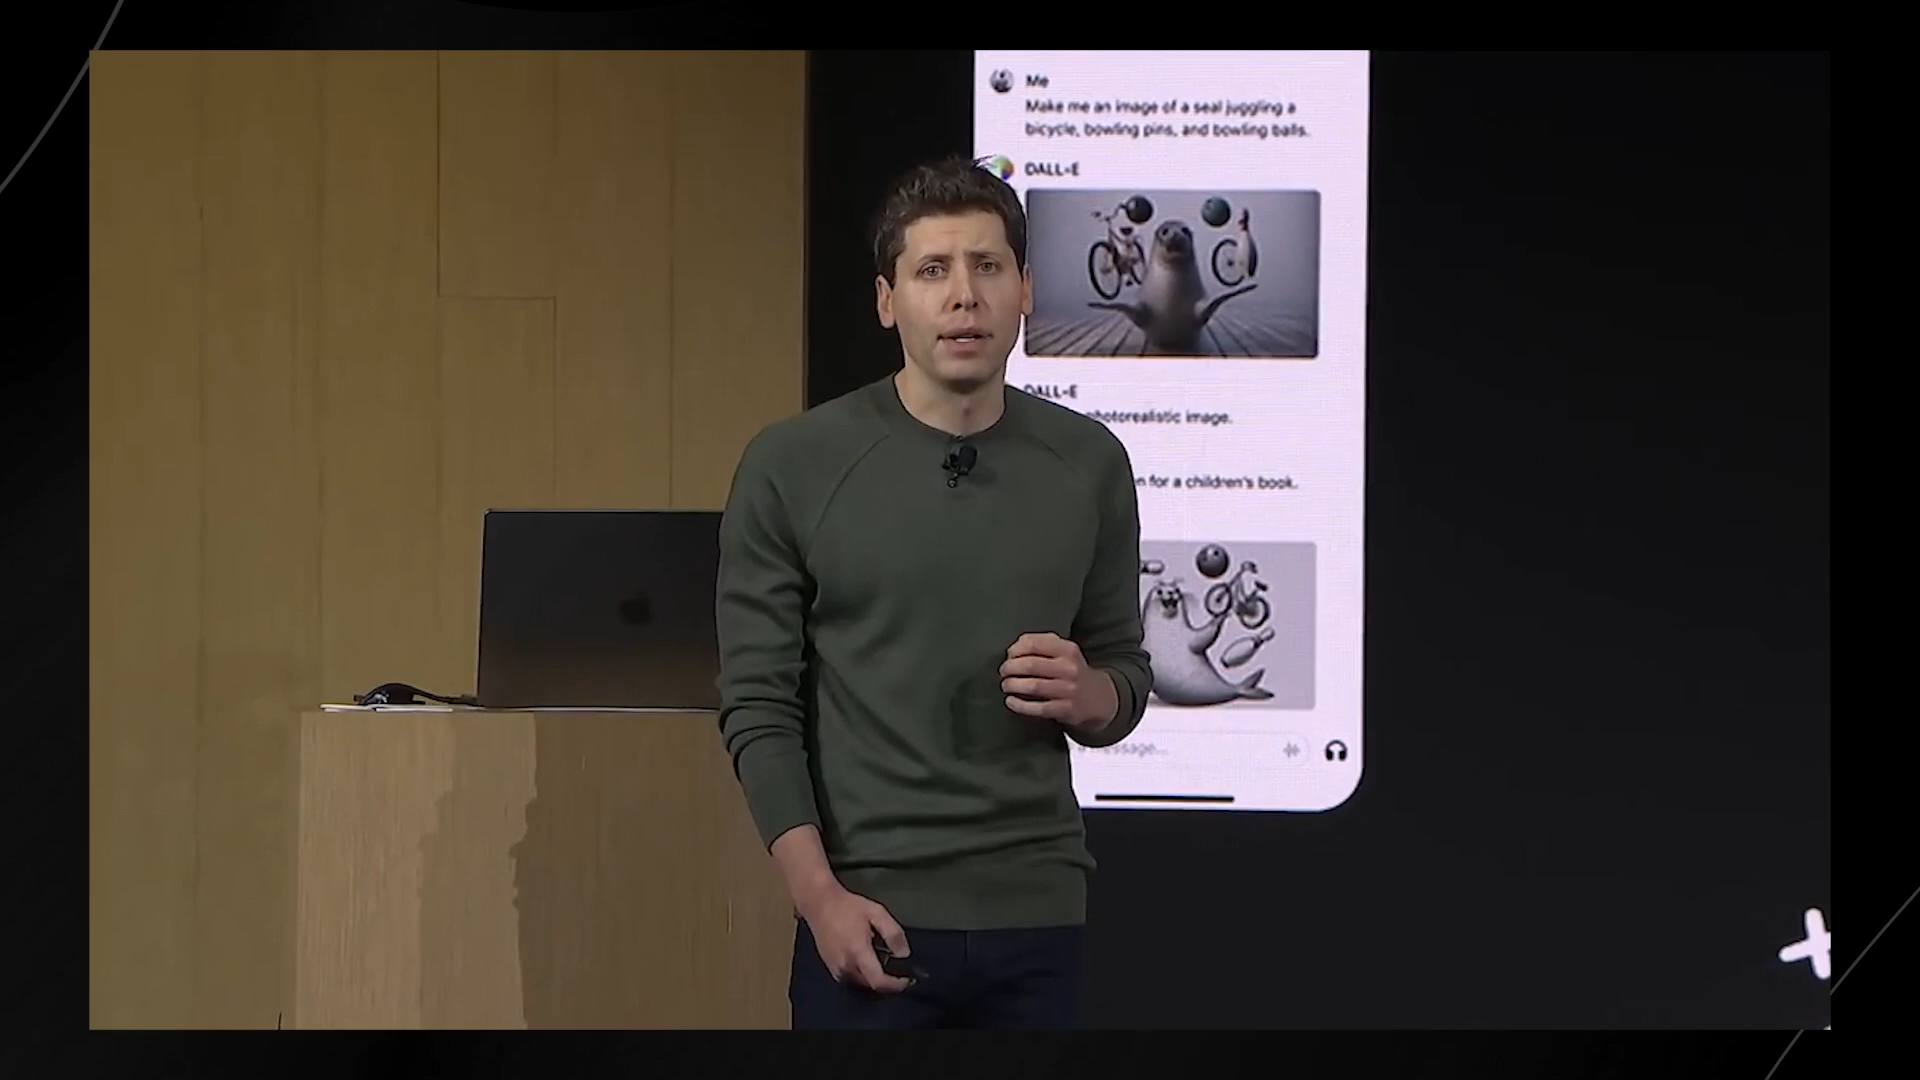 Me
Make me an image of a seal juggling a
bicycle, bowling pins, and bowling balls.
DALL-E
DALL-E
photorealistic image.
for a children's book.
message...